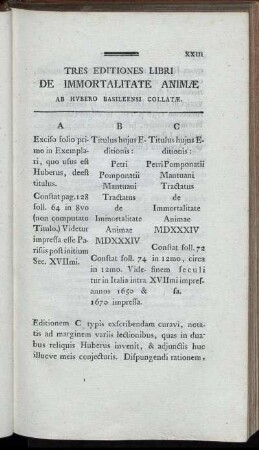 XXIII
TRES EDITIONES LIBRI
DE IMMORTALITATE ANIMÆ
AB HVBERO BASILEENSI COLLATÆ.
A
Exciso folio pri-
mo in Exempla-
ri, quo usus est
Huberus, deest
titulus.
Constat pag. 128
foll. 64 in 8vo
(non computato
Titulo.) Videtur
impressa esse Pa-
risiis post initium
Sec. XVIImi.
B
Titulus hujus E-
ditionis:
Petri
Pomponatii
Mantuani
Tractatus
de
Immortalitate
Animae
MDXXXIV
Constat foll. 74
in 12mo. Vide-
tur in Italia intra
annos 1650 &
1670 impressa.
C
Titulus hujus E-
ditionis:
Petri Pomponatii
Mantuani
Tractatus
de
Immortalitate
Animae
MDXXXIV
Constat foll. 72
in 12mo, circa
finem seculi
XVIImi impres-
sa.
Editionem C typis exscribendam curavi, nota-
tis ad marginem variis lectionibus, quas in dua-
bus reliquis Huberus invenit, & adjunctis huc
illucve meis conjecturis. Dispungendi rationem,